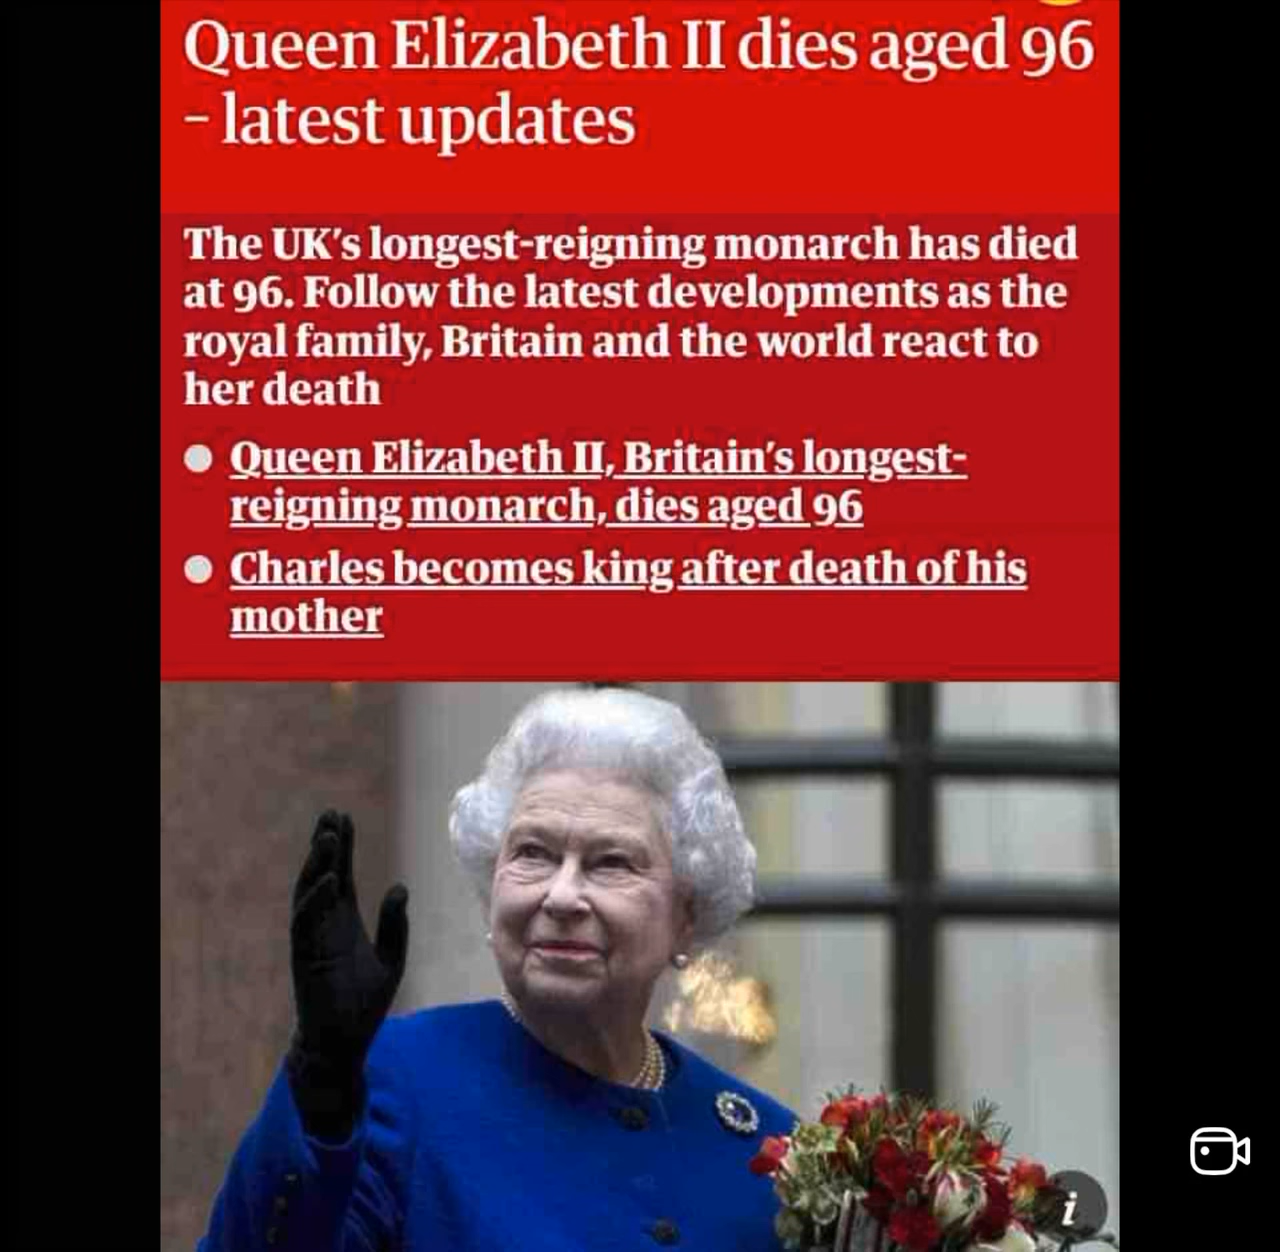 Queen Elizabeth II dies aged 96
– latest updates
The UK’s longest-reigning monarch has died
at 96. Follow the latest developments as the
royal family, Britain and the world react to
her death
● Queen Elizabeth II, Britain’s longest-
reigning monarch, dies aged 96
● Charles becomes king after death of his
mother
i